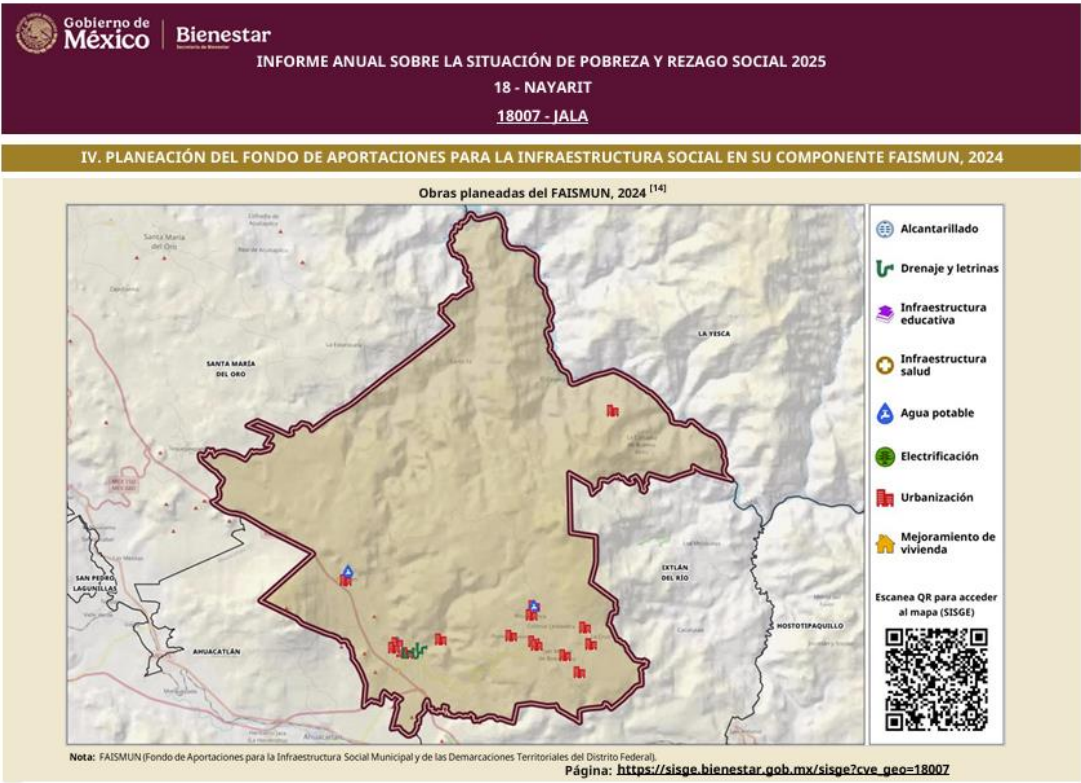 Gobierno de
México
Bienestar
Secretaría de Bienestar
INFORME ANUAL SOBRE LA SITUACIÓN DE POBREZA Y REZAGO SOCIAL 2025
18 - NAYARIT
18007 - JALA
IV. PLANEACIÓN DEL FONDO DE APORTACIONES PARA LA INFRAESTRUCTURA SOCIAL EN SU COMPONENTE FAISMUN, 2024
Obras planeadas del FAISMUN, 2024 [14]
Santa María
del Oro
LA YESCA
SANTA MARÍA
DEL ORO
IXTLÁN
DEL RÍO
SAN PEDRO
LAGUNILLAS
HOSTOTIPAQUILLO
AHUACATLÁN
Ahuacatlán
Alcantarillado
Drenaje y letrinas
Infraestructura
educativa
Infraestructura
salud
Agua potable
Electrificación
Urbanización
Mejoramiento de
vivienda
Escanea QR para acceder
al mapa (SISGE)
Nota: FAISMUN (Fondo de Aportaciones para la Infraestructura Social Municipal y de las Demarcaciones Territoriales del Distrito Federal).
Página: https://sisge.bienestar.gob.mx/sisge?cve_geo=18007